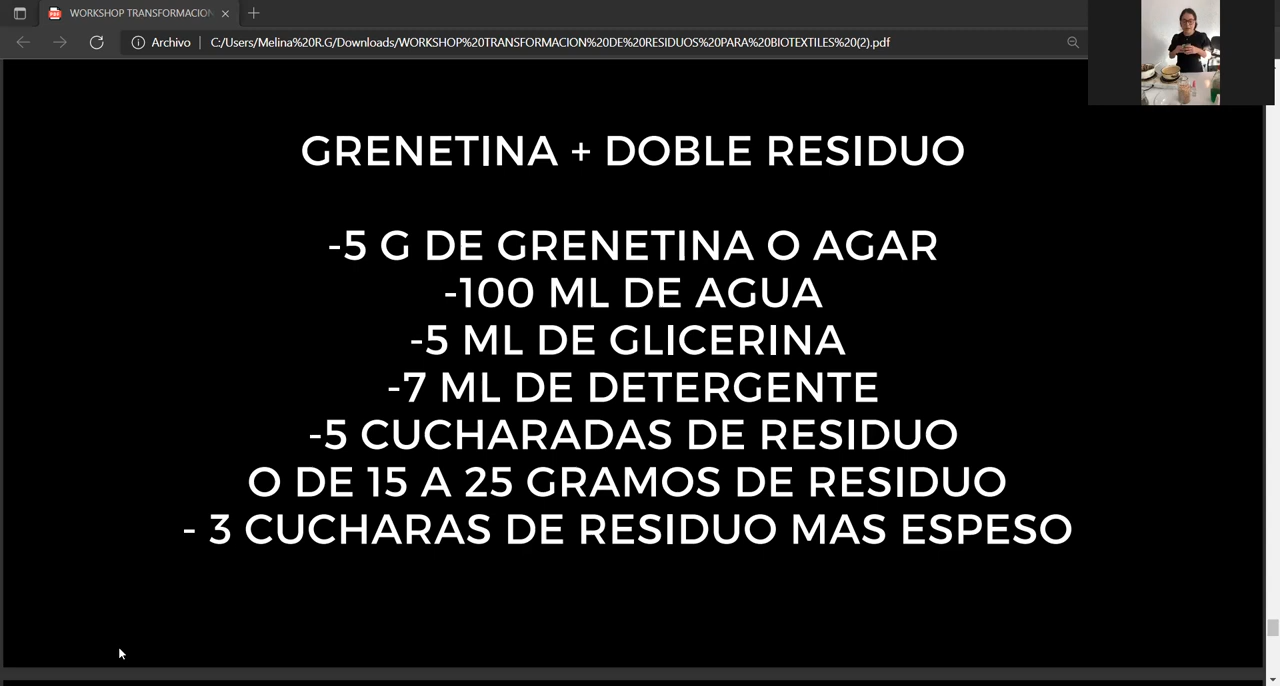 WORKSHOP TRANSFORMACION
Archivo
C:/Users/Melina%20R.G/Downloads/WORKSHOP%20TRANSFORMACION%20DE%20RESIDUOS%20PARA%20BIOTEXTILES%20(2).pdf
GRENETINA + DOBLE RESIDUO
-5 G DE GRENETINA O AGAR
-100 ML DE AGUA
-5 ML DE GLICERINA
-7 ML DE DETERGENTE
-5 CUCHARADAS DE RESIDUO
O DE 15 A 25 GRAMOS DE RESIDUO
- 3 CUCHARAS DE RESIDUO MAS ESPESO